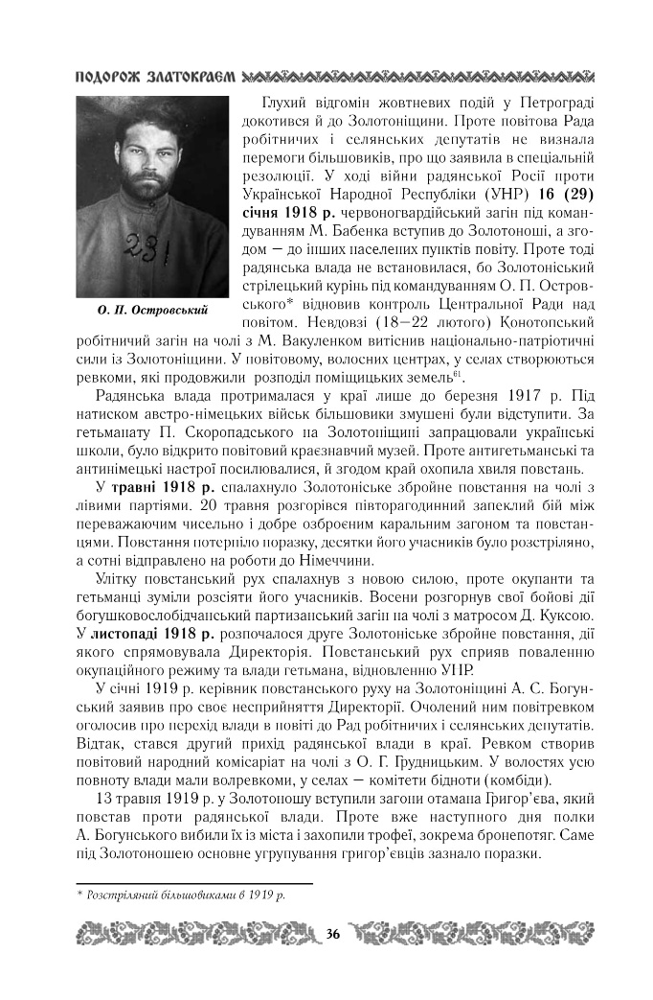 ПОДОРОЖ ЗЛАТОКРАЄМ
231
О. П. Островський
Глухий відгомін жовтневих подій у Петрограді
докотився й до Золотоніщини. Проте повітова Рада
робітничих і селянських депутатів не визнала
перемоги більшовиків, про що заявила в спеціальній
резолюції. У ході війни радянської Росії проти
Української Народної Республіки (УНР) 16 (29)
січня 1918 р. червоногвардійський загін під коман-
дуванням М. Бабенка вступив до Золотоноші, а зго-
дом — до інших населених пунктів повіту. Проте тоді
радянська влада не встановилася, бо Золотоніський
стрілецький курінь під командуванням О. П. Остров-
ського* відновив контроль Центральної Ради над
повітом. Невдовзі (18—22 лютого) Конотопський
робітничий загін на чолі з М. Вакуленком витіснив національно-патріотичні
сили із Золотоніщини. У повітовому, волосних центрах, у селах створюються
ревкоми, які продовжили розподіл поміщицьких земель61.
Радянська влада протрималася у краї лише до березня 1917 р. Під
натиском австро-німецьких військ більшовики змушені були відступити. За
гетьманату П. Скоропадського на Золотоніщині запрацювали українські
школи, було відкрито повітовий краєзнавчий музей. Проте антигетьманські та
антинімецькі настрої посилювалися, й згодом край охопила хвиля повстань.
У травні 1918 р. спалахнуло Золотоніське збройне повстання на чолі з
лівими партіями. 20 травня розгорівся півторагодинний запеклий бій між
переважаючим чисельно і добре озброєним каральним загоном та повстан-
цями. Повстання потерпіло поразку, десятки його учасників було розстріляно,
а сотні відправлено на роботи до Німеччини.
Улітку повстанський рух спалахнув з новою силою, проте окупанти та
гетьманці зуміли розсіяти його учасників. Восени розгорнув свої бойові дії
богушковослобідчанський партизанський загін на чолі з матросом Д. Куксою.
У листопаді 1918 р. розпочалося друге Золотоніське збройне повстання, дії
якого спрямовувала Директорія. Повстанський рух сприяв поваленню
окупаційного режиму та влади гетьмана, відновленню УНР.
У січні 1919 р. керівник повстанського руху на Золотоніщині А. С. Богун-
ський заявив про своє несприйняття Директорії. Очолений ним повітревком
оголосив про перехід влади в повіті до Рад робітничих і селянських депутатів.
Відтак, стався другий прихід радянської влади в краї. Ревком створив
повітовий народний комісаріат на чолі з О. Г. Грудницьким. У волостях усю
повноту влади мали волревкоми, у селах — комітети бідноти (комбіди).
13 травня 1919 р. у Золотоношу вступили загони отамана Григор’єва, який
повстав проти радянської влади. Проте вже наступного дня полки
А. Богунського вибили їх із міста і захопили трофеї, зокрема бронепотяг. Саме
під Золотоношею основне угрупування григор’євців зазнало поразки.
* Розстріляний більшовиками в 1919 р.
36